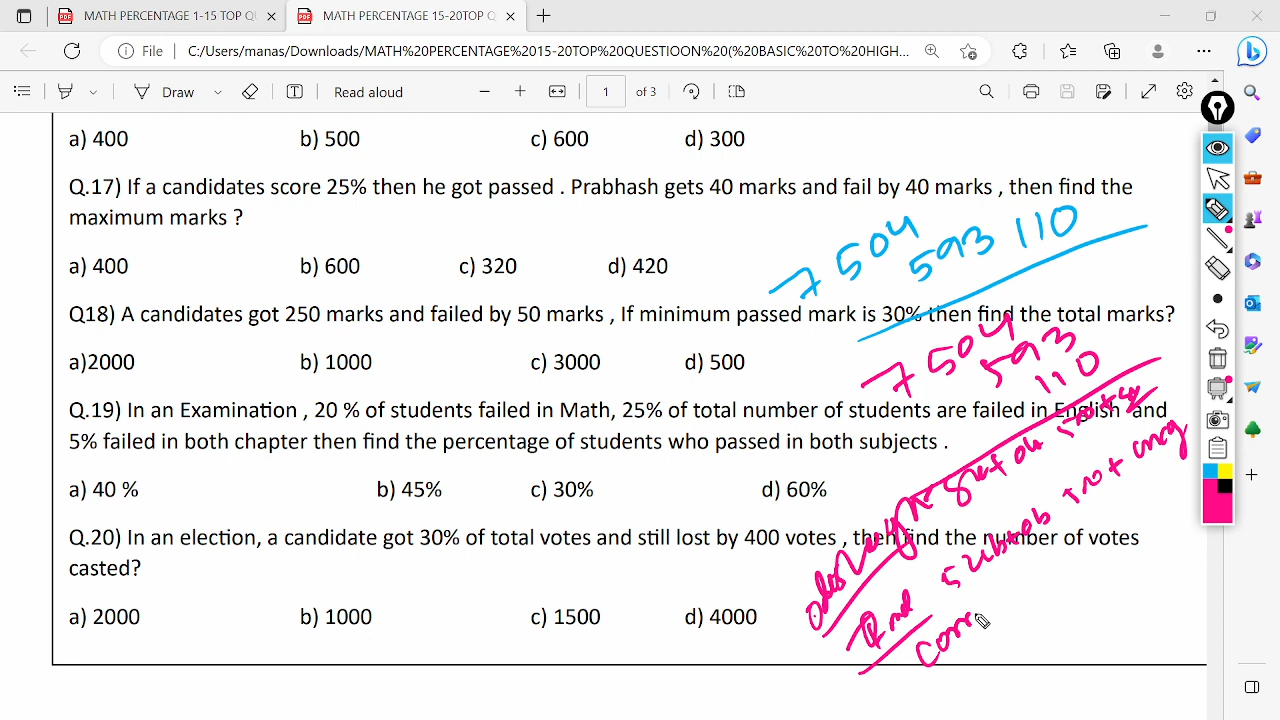 MATH PERCENTAGE 1-15 TOP QU
MATH PERCENTAGE 15-20TOP Q
File
C:/Users/manas/Downloads/MATH%20PERCENTAGE%2015-20%20TOP%20QUESTIOON%20(%20BASIC%20TO%20HIGH...
Draw
Read aloud
1
of 3
a) 400 b) 500 c) 600 d) 300
Q.17) If a candidates score 25% then he got passed . Prabhash gets 40 marks and fail by 40 marks , then find the
maximum marks ?
7504
593 110
a) 400 b) 600 c) 320 d) 420
Q18) A candidates got 250 marks and failed by 50 marks , If minimum passed mark is 30% then find the total marks?
7504
593
110
a)2000 b) 1000 c) 3000 d) 500
Q.19) In an Examination , 20 % of students failed in Math, 25% of total number of students are failed in English and
5% failed in both chapter then find the percentage of students who passed in both subjects .
a) 40 % b) 45% c) 30% d) 60%
Q.20) In an election, a candidate got 30% of total votes and still lost by 400 votes , then find the number of votes
casted?
a) 2000 b) 1000 c) 1500 d) 4000